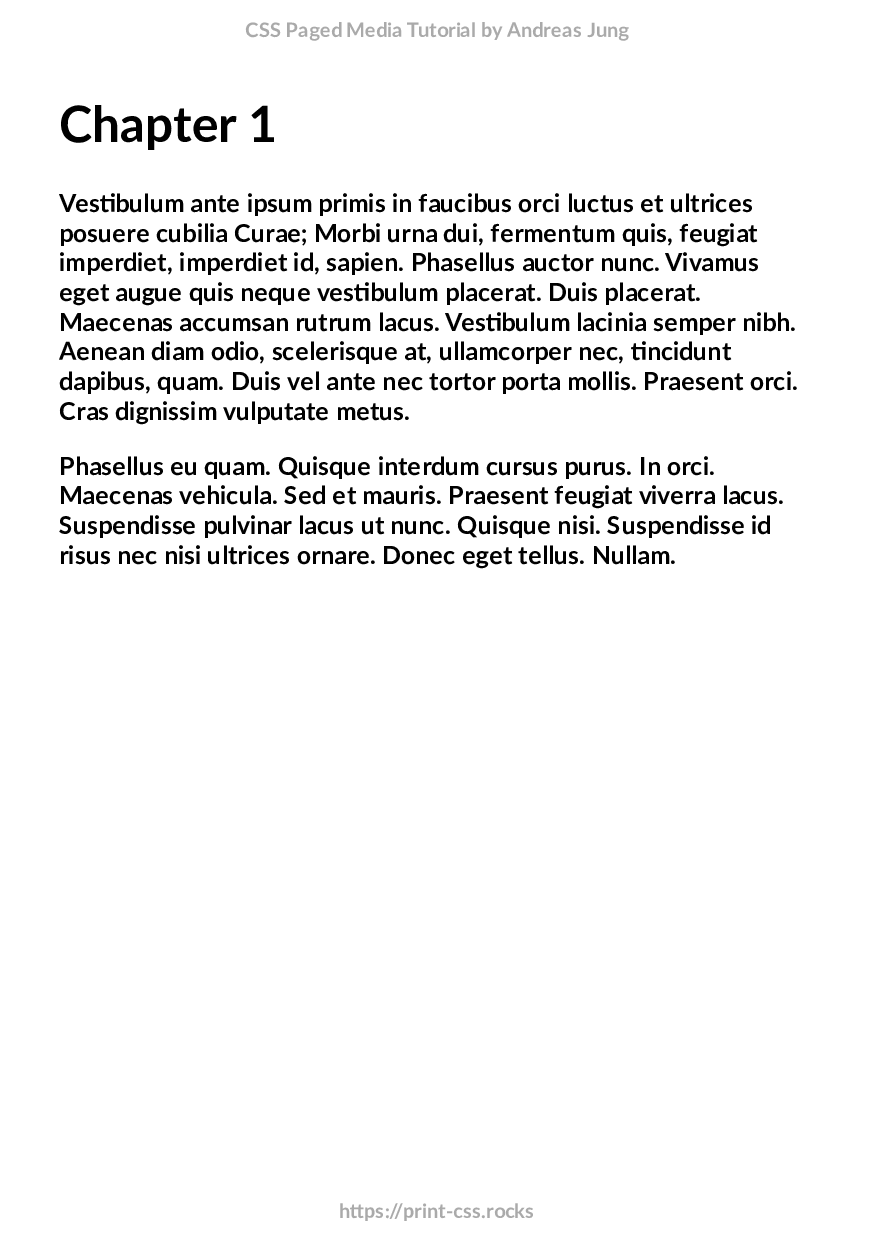 CSS Paged Media Tutorial by Andreas Jung
Chapter 1
Vestibulum ante ipsum primis in faucibus orci luctus et ultrices
posuere cubilia Curae; Morbi urna dui, fermentum quis, feugiat
imperdiet, imperdiet id, sapien. Phasellus auctor nunc. Vivamus
eget augue quis neque vestibulum placerat. Duis placerat.
Maecenas accumsan rutrum lacus. Vestibulum lacinia semper nibh.
Aenean diam odio, scelerisque at, ullamcorper nec, tincidunt
dapibus, quam. Duis vel ante nec tortor porta mollis. Praesent orci.
Cras dignissim vulputate metus.
Phasellus eu quam. Quisque interdum cursus purus. In orci.
Maecenas vehicula. Sed et mauris. Praesent feugiat viverra lacus.
Suspendisse pulvinar lacus ut nunc. Quisque nisi. Suspendisse id
risus nec nisi ultrices ornare. Donec eget tellus. Nullam.
https://print-css.rocks